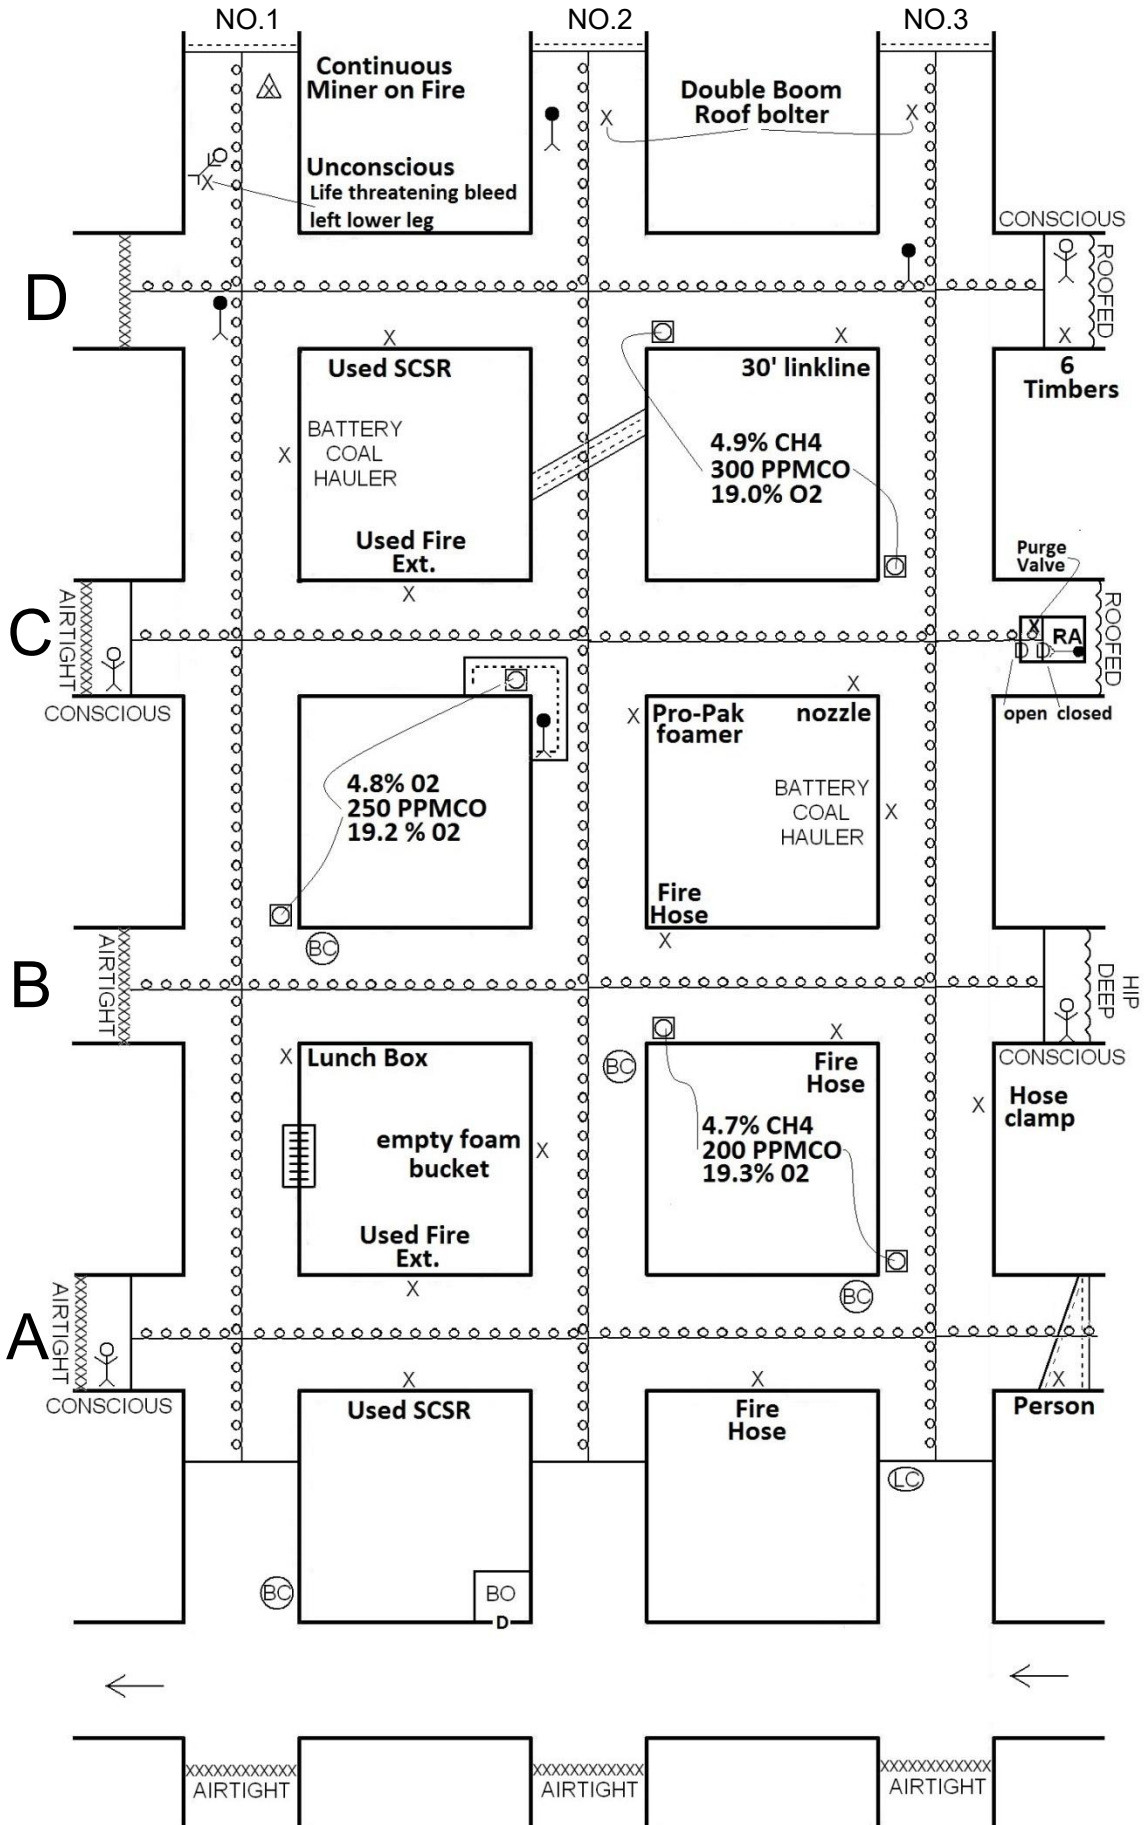 NO.1
NO.2
NO.3
Continuous
Miner on Fire
Double Boom
Roof bolter
Unconscious
Life threatening bleed
left lower leg
CONSCIOUS
ROOFED
D
Used SCSR
30' linkline
6
Timbers
BATTERY
COAL
HAULER
4.9% CH4
300 PPMCO
19.0% O2
Used Fire
Ext.
Purge
Valve
AIRTIGHT
C
RA
D D
ROOFED
CONSCIOUS
Pro-Pak
foamer
nozzle
open closed
4.8% 02
250 PPMCO
19.2 % 02
BATTERY
COAL
HAULER
Fire
Hose
BC
AIRTIGHT
B
HIP
DEEP
Lunch Box
BC
Fire
Hose
CONSCIOUS
Hose
clamp
empty foam
bucket
4.7% CH4
200 PPMCO
19.3% 02
Used Fire
Ext.
BC
AIRTIGHT
A
CONSCIOUS
Used SCSR
Fire
Hose
Person
LC
BC
BO
D
AIRTIGHT
AIRTIGHT
AIRTIGHT